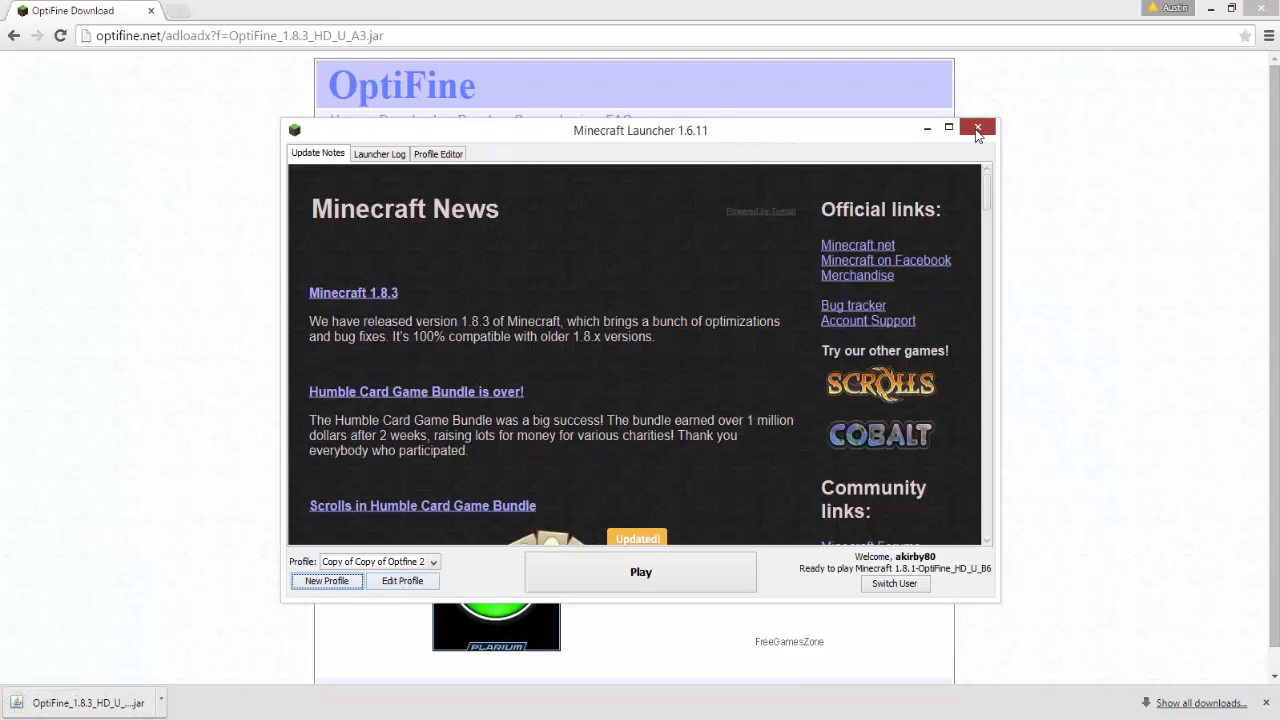 OptiFine Download
Austin
optifine.net/adloadx?f=OptiFine_1.8.3_HD_U_A3.jar
OptiFine
Minecraft Launcher 1.6.11
Update Notes Launcher Log Profile Editor
Minecraft News
Powered by Tumblr
Official links:
Minecraft.net
Minecraft on Facebook
Merchandise
Minecraft 1.8.3
We have released version 1.8.3 of Minecraft, which brings a bunch of optimizations
and bug fixes. It's 100% compatible with older 1.8.x versions.
Bug tracker
Account Support
Try our other games!
SCROLLS
COBALT
Humble Card Game Bundle is over!
The Humble Card Game Bundle was a big success! The bundle earned over 1 million
dollars after 2 weeks, raising lots for money for various charities! Thank you
everybody who participated.
Community
links:
Minecraft Forums
Scrolls in Humble Card Game Bundle
Updated!
Profile: Copy of Copy of Optfine 2
New Profile Edit Profile
Play
Welcome, akirby80
Ready to play Minecraft 1.8.1-OptiFine_HD_U_B6
Switch User
PLARIUM
FreeGamesZone
OptiFine_1.8.3_HD_U_....jar
Show all downloads...